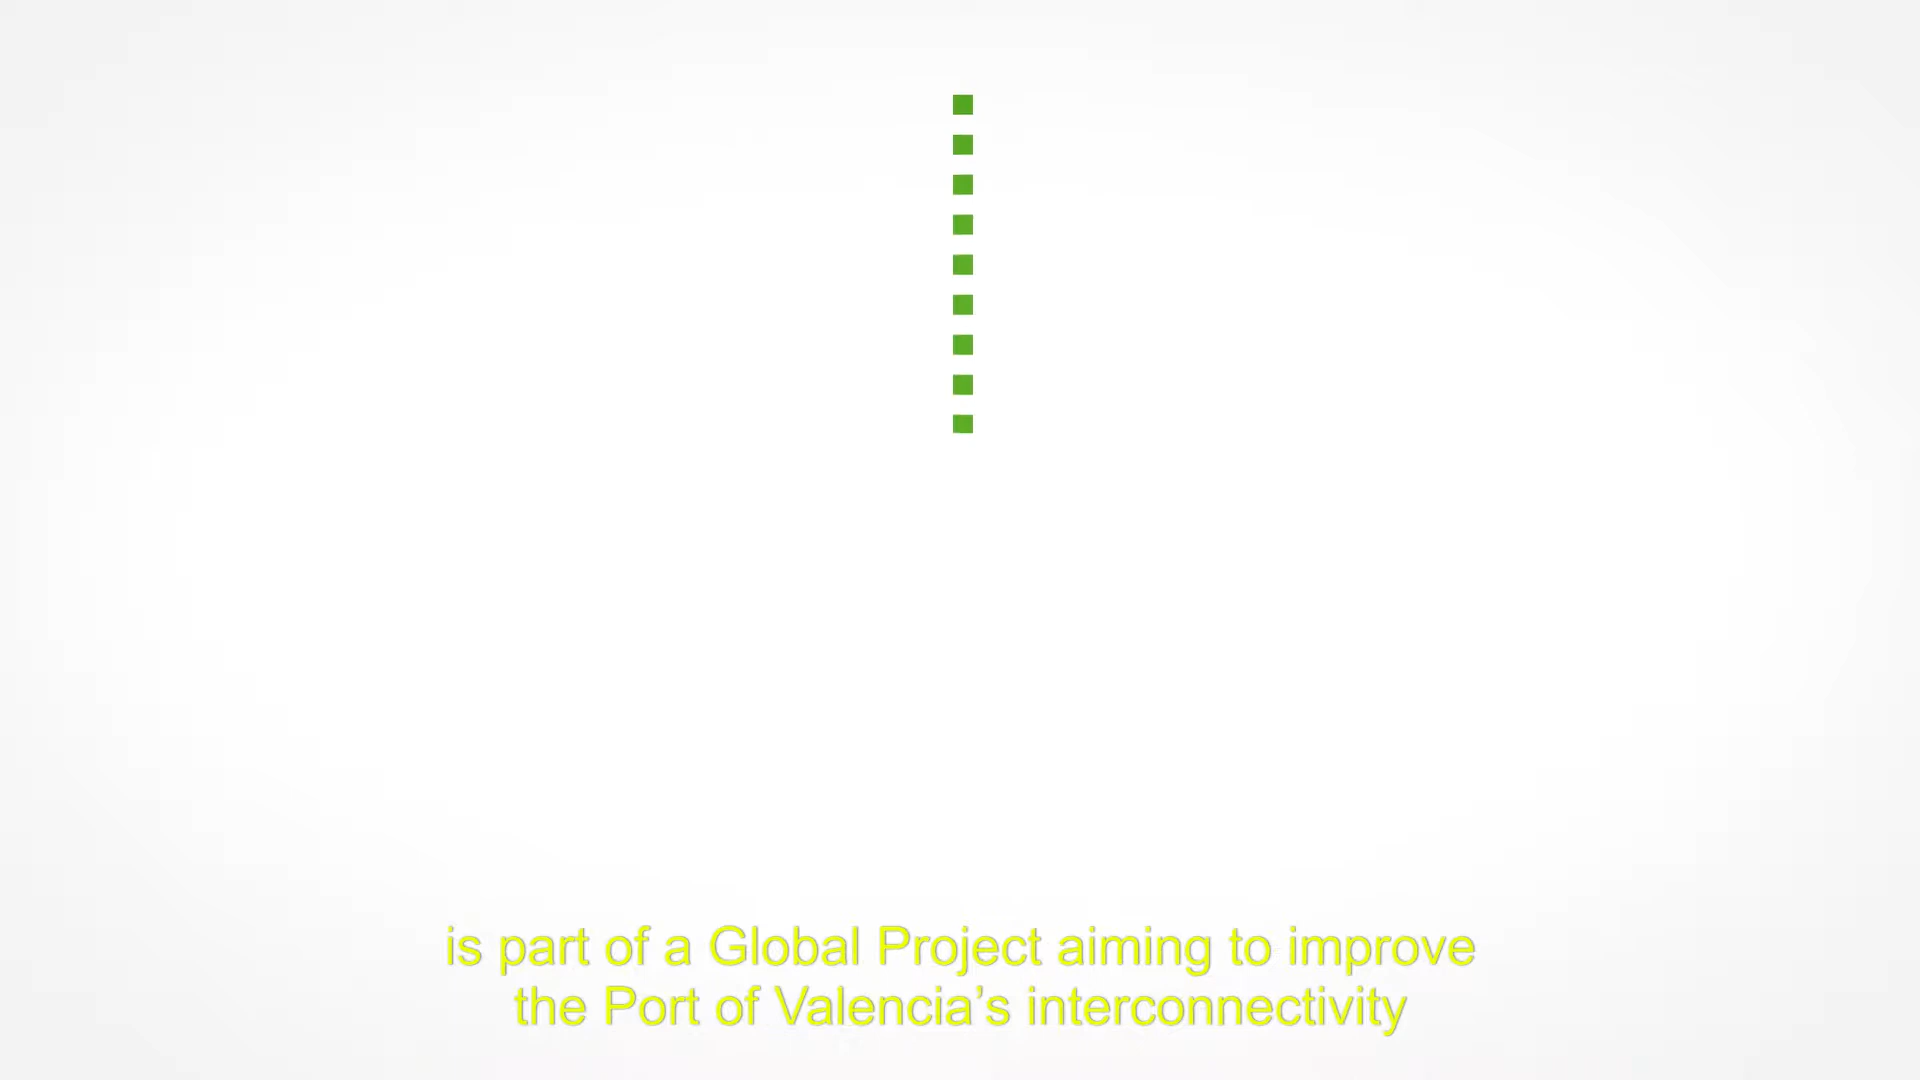 is part of a Global Project aiming to improve
the Port of Valencia’s interconnectivity